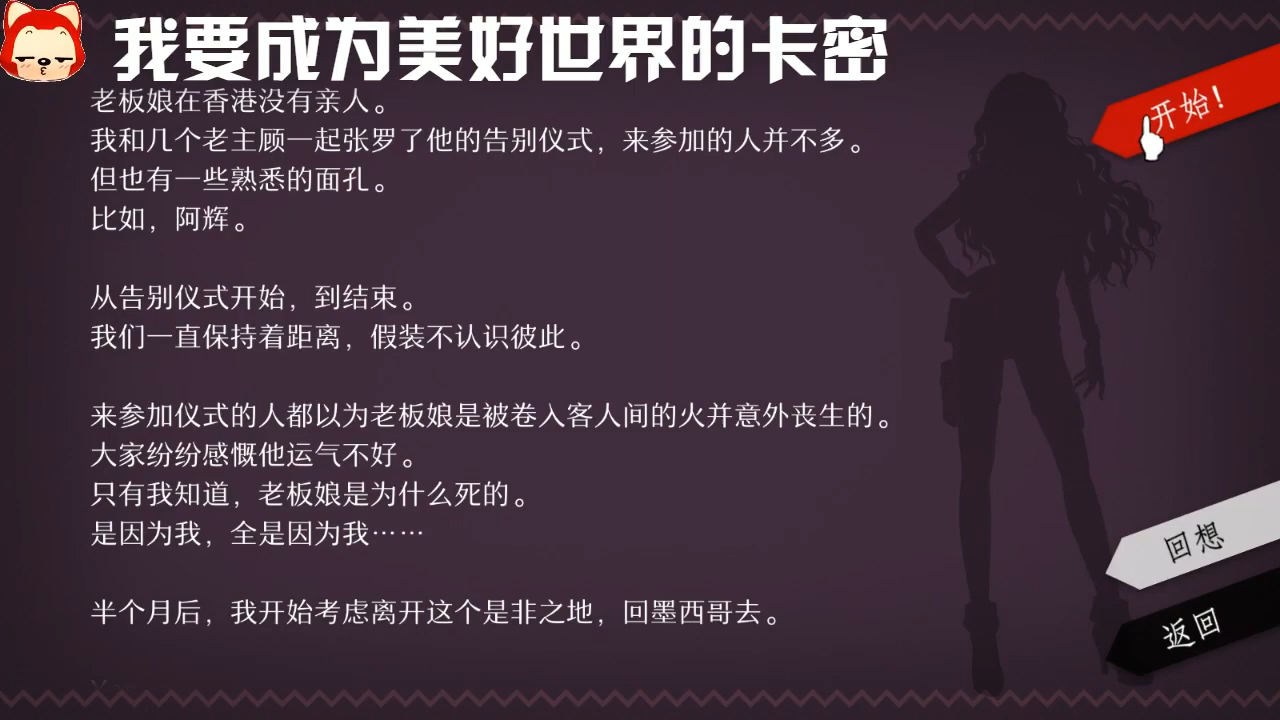 我要成为美好世界的卡密
老板娘在香港没有亲人。
我和几个老主顾一起张罗了他的告别仪式，来参加的人并不多。
但也有一些熟悉的面孔。
比如，阿辉。
从告别仪式开始，到结束。
我们一直保持着距离，假装不认识彼此。
来参加仪式的人都以为老板娘是被卷入客人间的火并意外丧生的。
大家纷纷感慨他运气不好。
只有我知道，老板娘是为什么死的。
是因为我，全是因为我……
半个月后，我开始考虑离开这个是非之地，回墨西哥去。
开始！
回想
返回